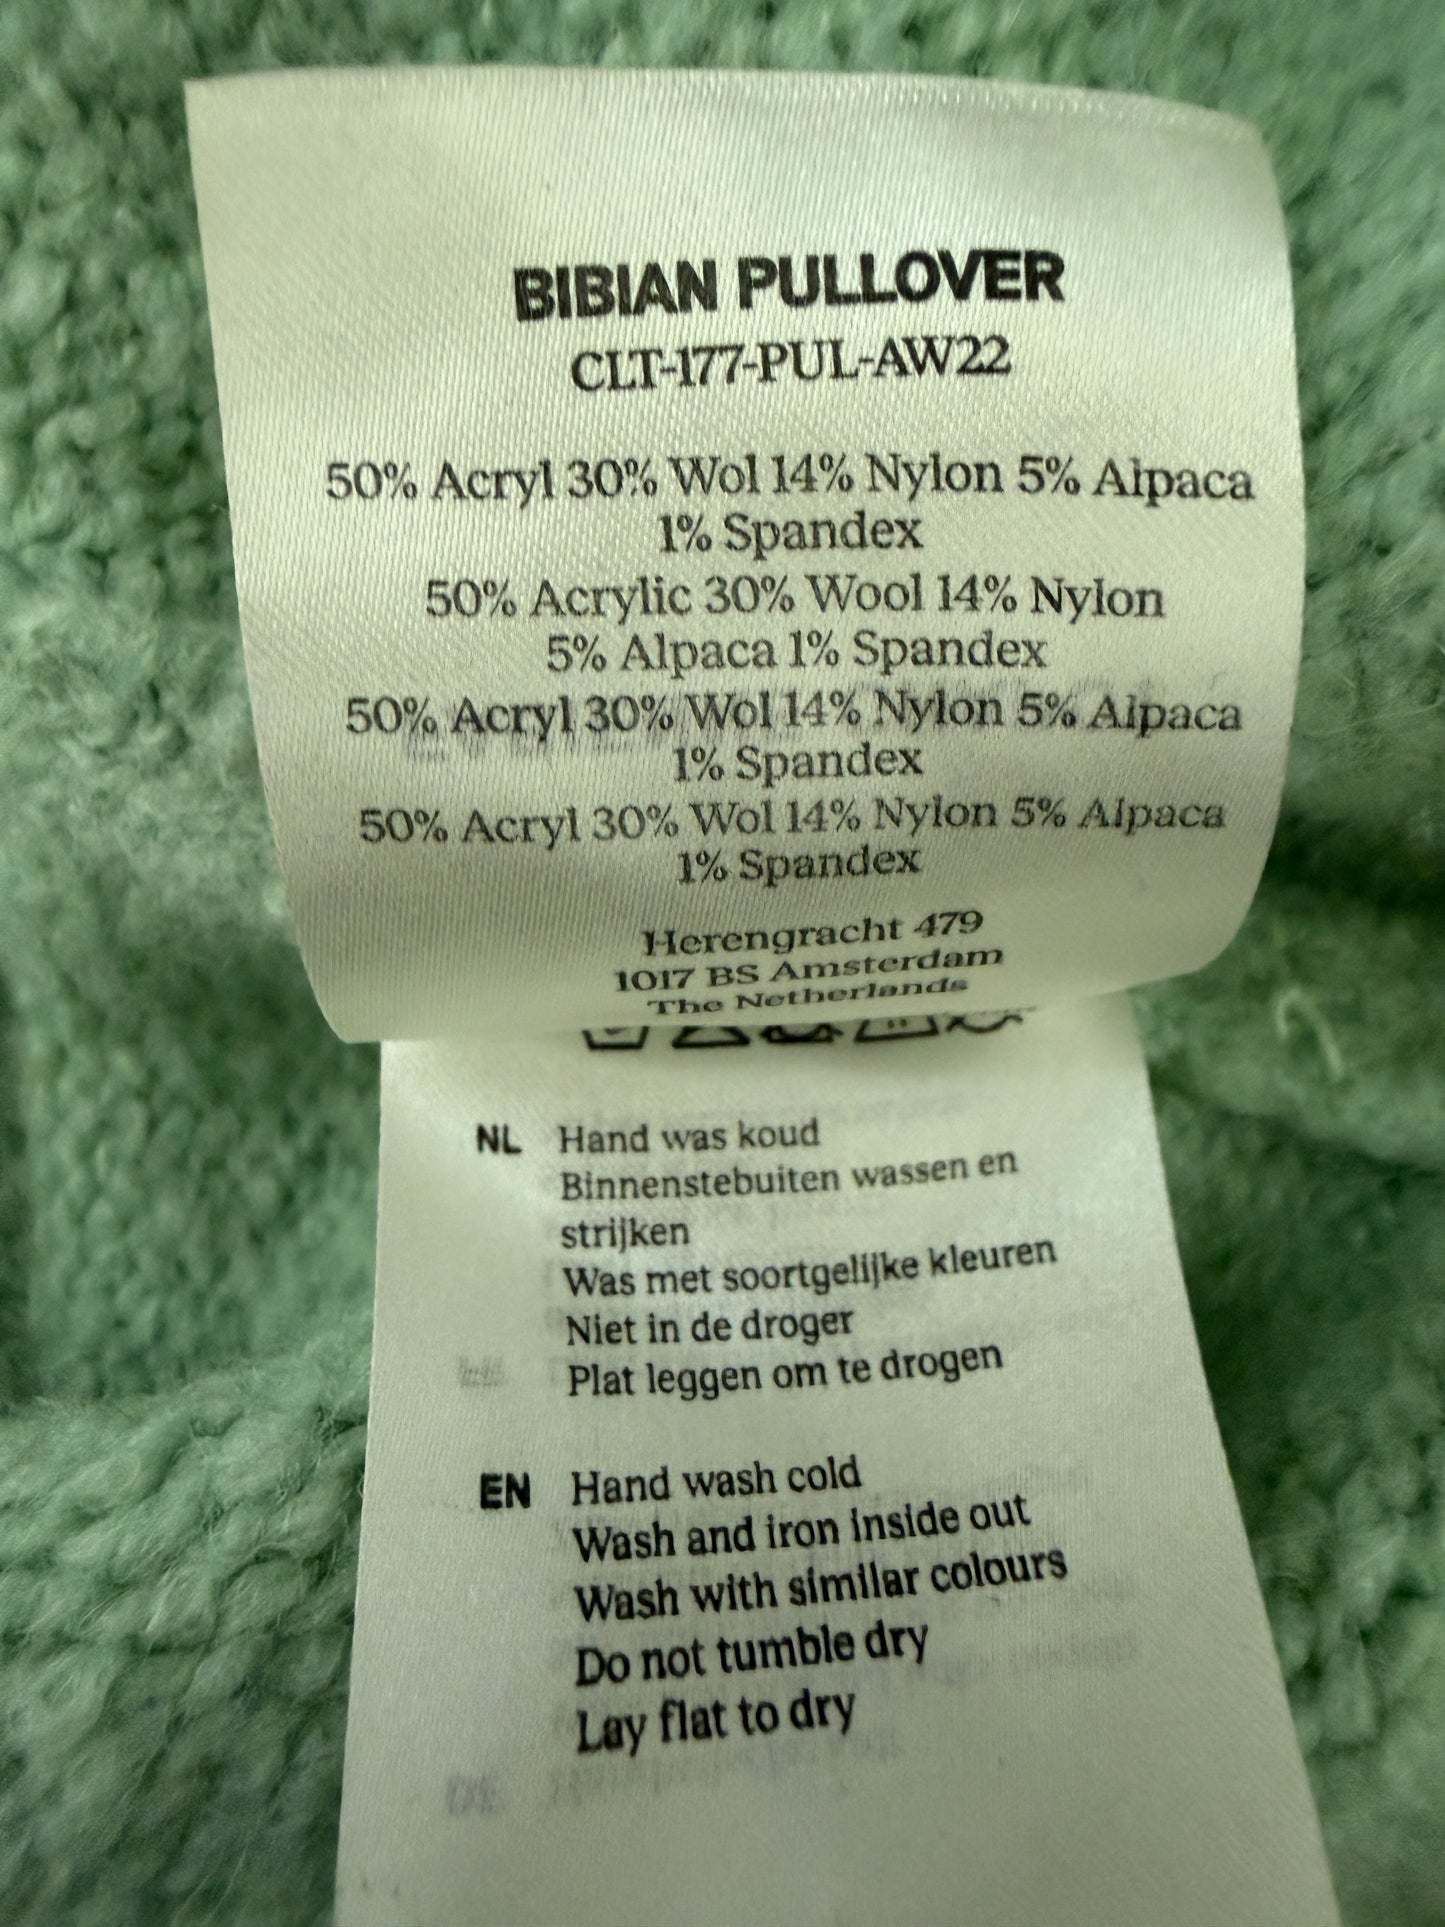 BIBIAN PULLOVER
CLT-177-PUL-AW22
50% Acryl 30% Wol 14% Nylon 5% Alpaca
1% Spandex
50% Acrylic 30% Wool 14% Nylon
5% Alpaca 1% Spandex
50% Acryl 30% Wol 14% Nylon 5% Alpaca
1% Spandex
50% Acryl 30% Wol 14% Nylon 5% Alpaca
1% Spandex
Herengracht 479
1017 BS Amsterdam
The Netherlands
NL Hand was koud
Binnenstebuiten wassen en
strijken
Was met soortgelijke kleuren
Niet in de droger
Plat leggen om te drogen
EN Hand wash cold
Wash and iron inside out
Wash with similar colours
Do not tumble dry
Lay flat to dry